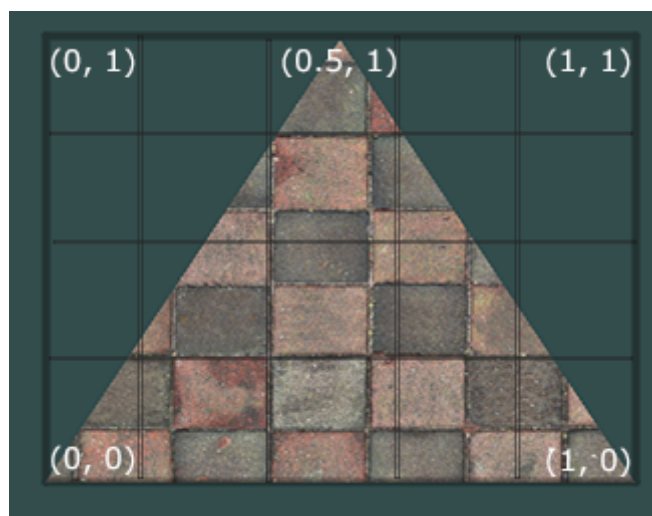 (0, 1) (0.5, 1) (1, 1)
(0, 0) (1, 0)